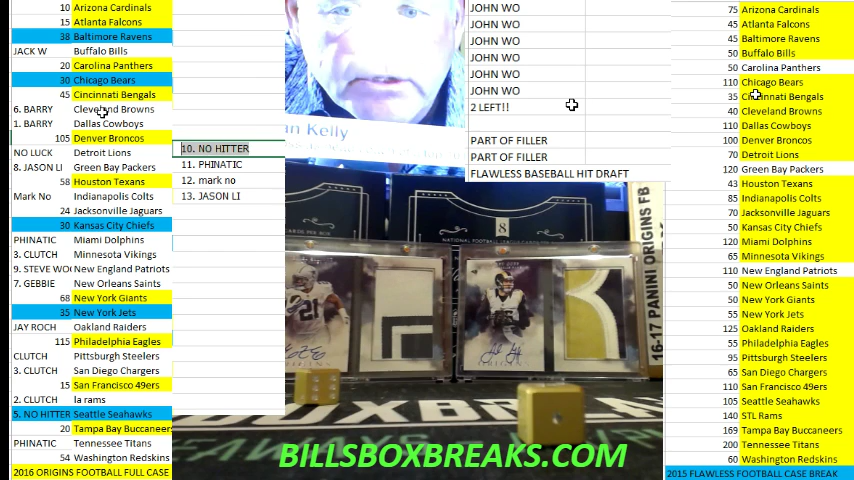 10 Arizona Cardinals
15 Atlanta Falcons
38 Baltimore Ravens
JACK W Buffalo Bills
20 Carolina Panthers
30 Chicago Bears
45 Cincinnati Bengals
6. BARRY Cleveland Browns
1. BARRY Dallas Cowboys
105 Denver Broncos
NO LUCK Detroit Lions
8. JASON LI Green Bay Packers
58 Houston Texans
Mark No Indianapolis Colts
24 Jacksonville Jaguars
30 Kansas City Chiefs
PHINATIC Miami Dolphins
3. CLUTCH Minnesota Vikings
9. STEVE WO New England Patriots
7. GEBBIE New Orleans Saints
68 New York Giants
35 New York Jets
JAY ROCH Oakland Raiders
115 Philadelphia Eagles
CLUTCH Pittsburgh Steelers
3. CLUTCH San Diego Chargers
15 San Francisco 49ers
2. CLUTCH la rams
5. NO HITTER Seattle Seahawks
20 Tampa Bay Buccaneers
PHINATIC Tennessee Titans
54 Washington Redskins
2016 ORIGINS FOOTBALL FULL CASE
10. NO HITTER
11. PHINATIC
12. mark no
13. JASON LI
an Kelly
JOHN WO
JOHN WO
JOHN WO
JOHN WO
JOHN WO
JOHN WO
2 LEFT!!
PART OF FILLER
PART OF FILLER
FLAWLESS BASEBALL HIT DRAFT
8
NATIONAL FOOTBALL LEAGUE
21
16-17 PANINI ORIGINS FB
BOXBREAK
BILLSBOXBREAKS.COM
75 Arizona Cardinals
45 Atlanta Falcons
45 Baltimore Ravens
50 Buffalo Bills
50 Carolina Panthers
110 Chicago Bears
35 Cincinnati Bengals
40 Cleveland Browns
110 Dallas Cowboys
100 Denver Broncos
70 Detroit Lions
120 Green Bay Packers
43 Houston Texans
85 Indianapolis Colts
70 Jacksonville Jaguars
50 Kansas City Chiefs
120 Miami Dolphins
65 Minnesota Vikings
110 New England Patriots
50 New Orleans Saints
50 New York Giants
55 New York Jets
125 Oakland Raiders
55 Philadelphia Eagles
95 Pittsburgh Steelers
65 San Diego Chargers
110 San Francisco 49ers
105 Seattle Seahawks
140 STL Rams
169 Tampa Bay Buccaneers
200 Tennessee Titans
60 Washington Redskins
2015 FLAWLESS FOOTBALL CASE BREAK